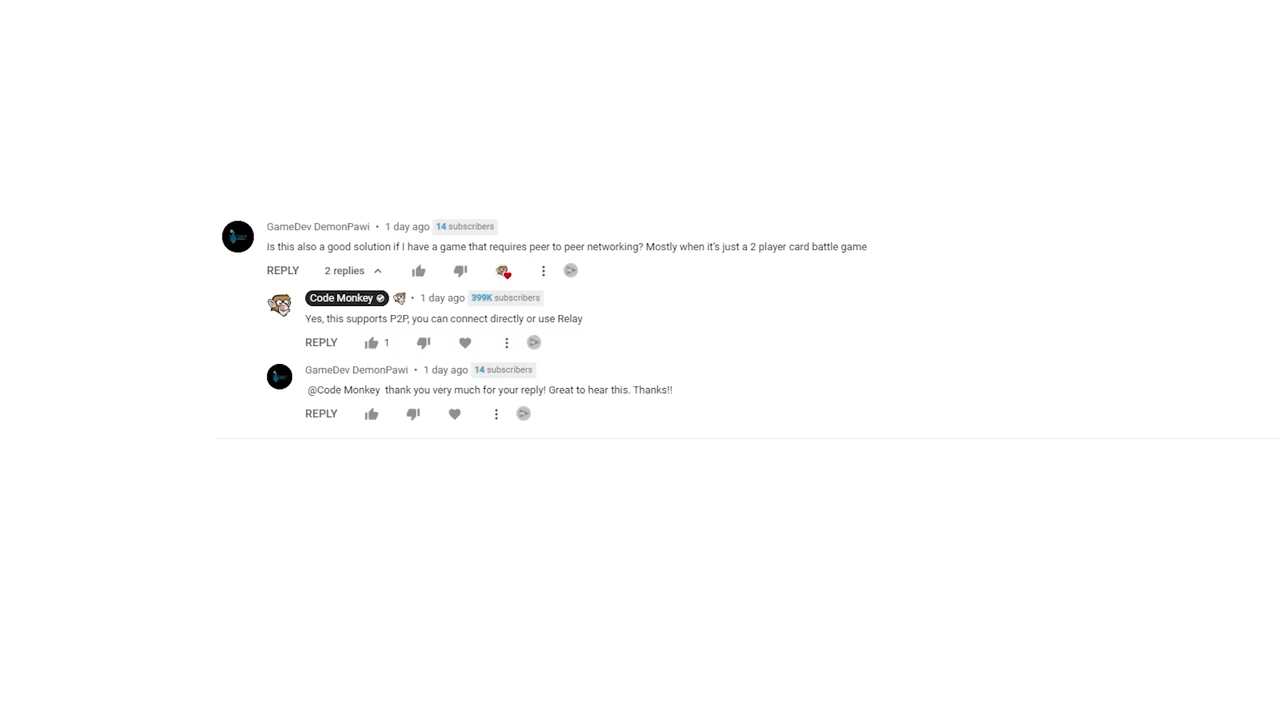 GameDev DemonPawi • 1 day ago 14 subscribers
Is this also a good solution if I have a game that requires peer to peer networking? Mostly when it's just a 2 player card battle game
REPLY 2 replies
Code Monkey • 1 day ago 399K subscribers
Yes, this supports P2P, you can connect directly or use Relay
REPLY 1
GameDev DemonPawi • 1 day ago 14 subscribers
@Code Monkey thank you very much for your reply! Great to hear this. Thanks!!
REPLY